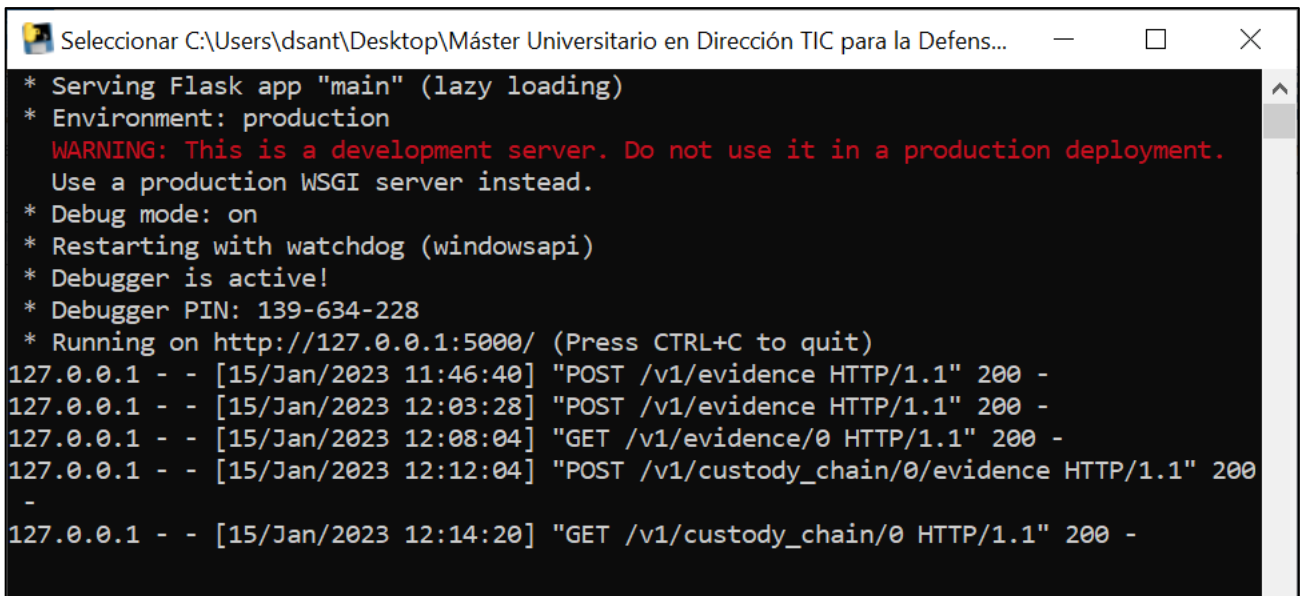 Seleccionar C:\Users\dsant\Desktop\Máster Universitario en Dirección TIC para la Defens...
* Serving Flask app "main" (lazy loading)
* Environment: production
WARNING: This is a development server. Do not use it in a production deployment.
Use a production WSGI server instead.
* Debug mode: on
* Restarting with watchdog (windowsapi)
* Debugger is active!
* Debugger PIN: 139-634-228
* Running on http://127.0.0.1:5000/ (Press CTRL+C to quit)
127.0.0.1 - - [15/Jan/2023 11:46:40] "POST /v1/evidence HTTP/1.1" 200 -
127.0.0.1 - - [15/Jan/2023 12:03:28] "POST /v1/evidence HTTP/1.1" 200 -
127.0.0.1 - - [15/Jan/2023 12:08:04] "GET /v1/evidence/0 HTTP/1.1" 200 -
127.0.0.1 - - [15/Jan/2023 12:12:04] "POST /v1/custody_chain/0/evidence HTTP/1.1" 200
-
127.0.0.1 - - [15/Jan/2023 12:14:20] "GET /v1/custody_chain/0 HTTP/1.1" 200 -